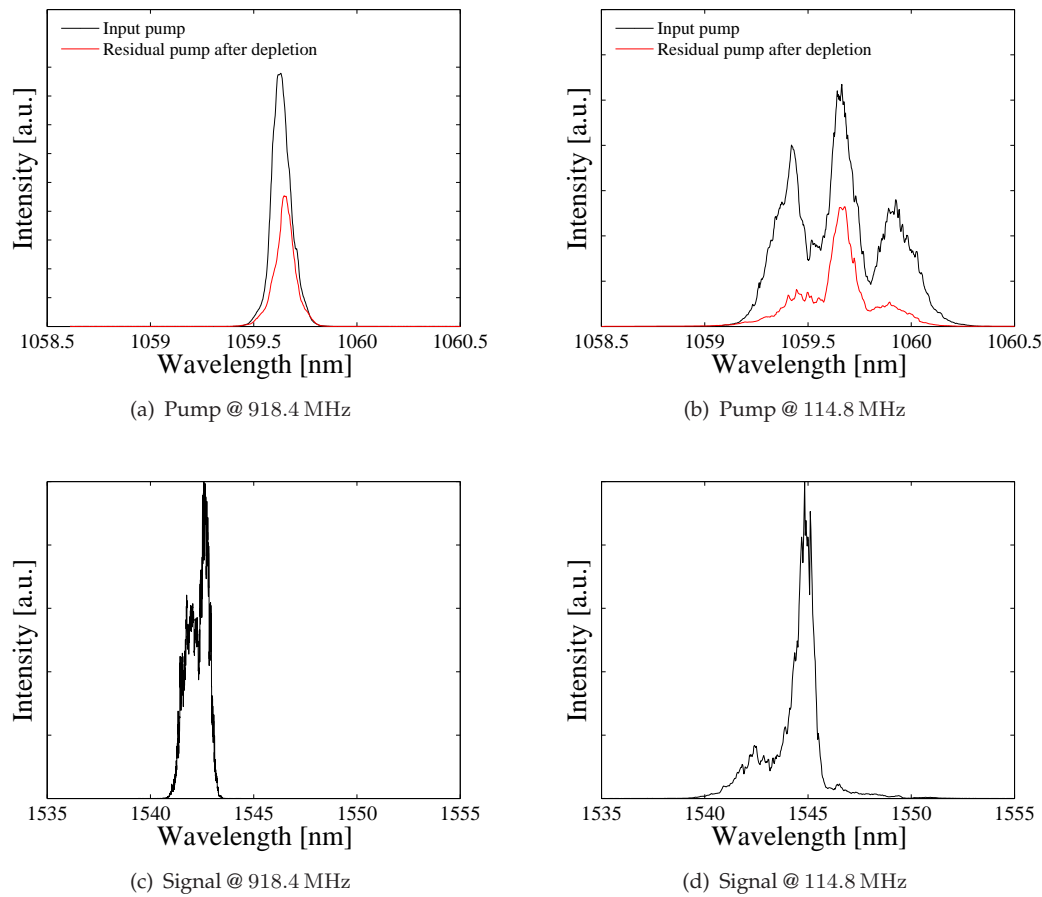 Input pump
Residual pump after depletion
Intensity [a.u.]
1058.5 1059 1059.5 1060 1060.5
Wavelength [nm]
(a) Pump @ 918.4 MHz
Input pump
Residual pump after depletion
Intensity [a.u.]
1058.5 1059 1059.5 1060 1060.5
Wavelength [nm]
(b) Pump @ 114.8 MHz
Intensity [a.u.]
1535 1540 1545 1550 1555
Wavelength [nm]
(c) Signal @ 918.4 MHz
Intensity [a.u.]
1535 1540 1545 1550 1555
Wavelength [nm]
(d) Signal @ 114.8 MHz